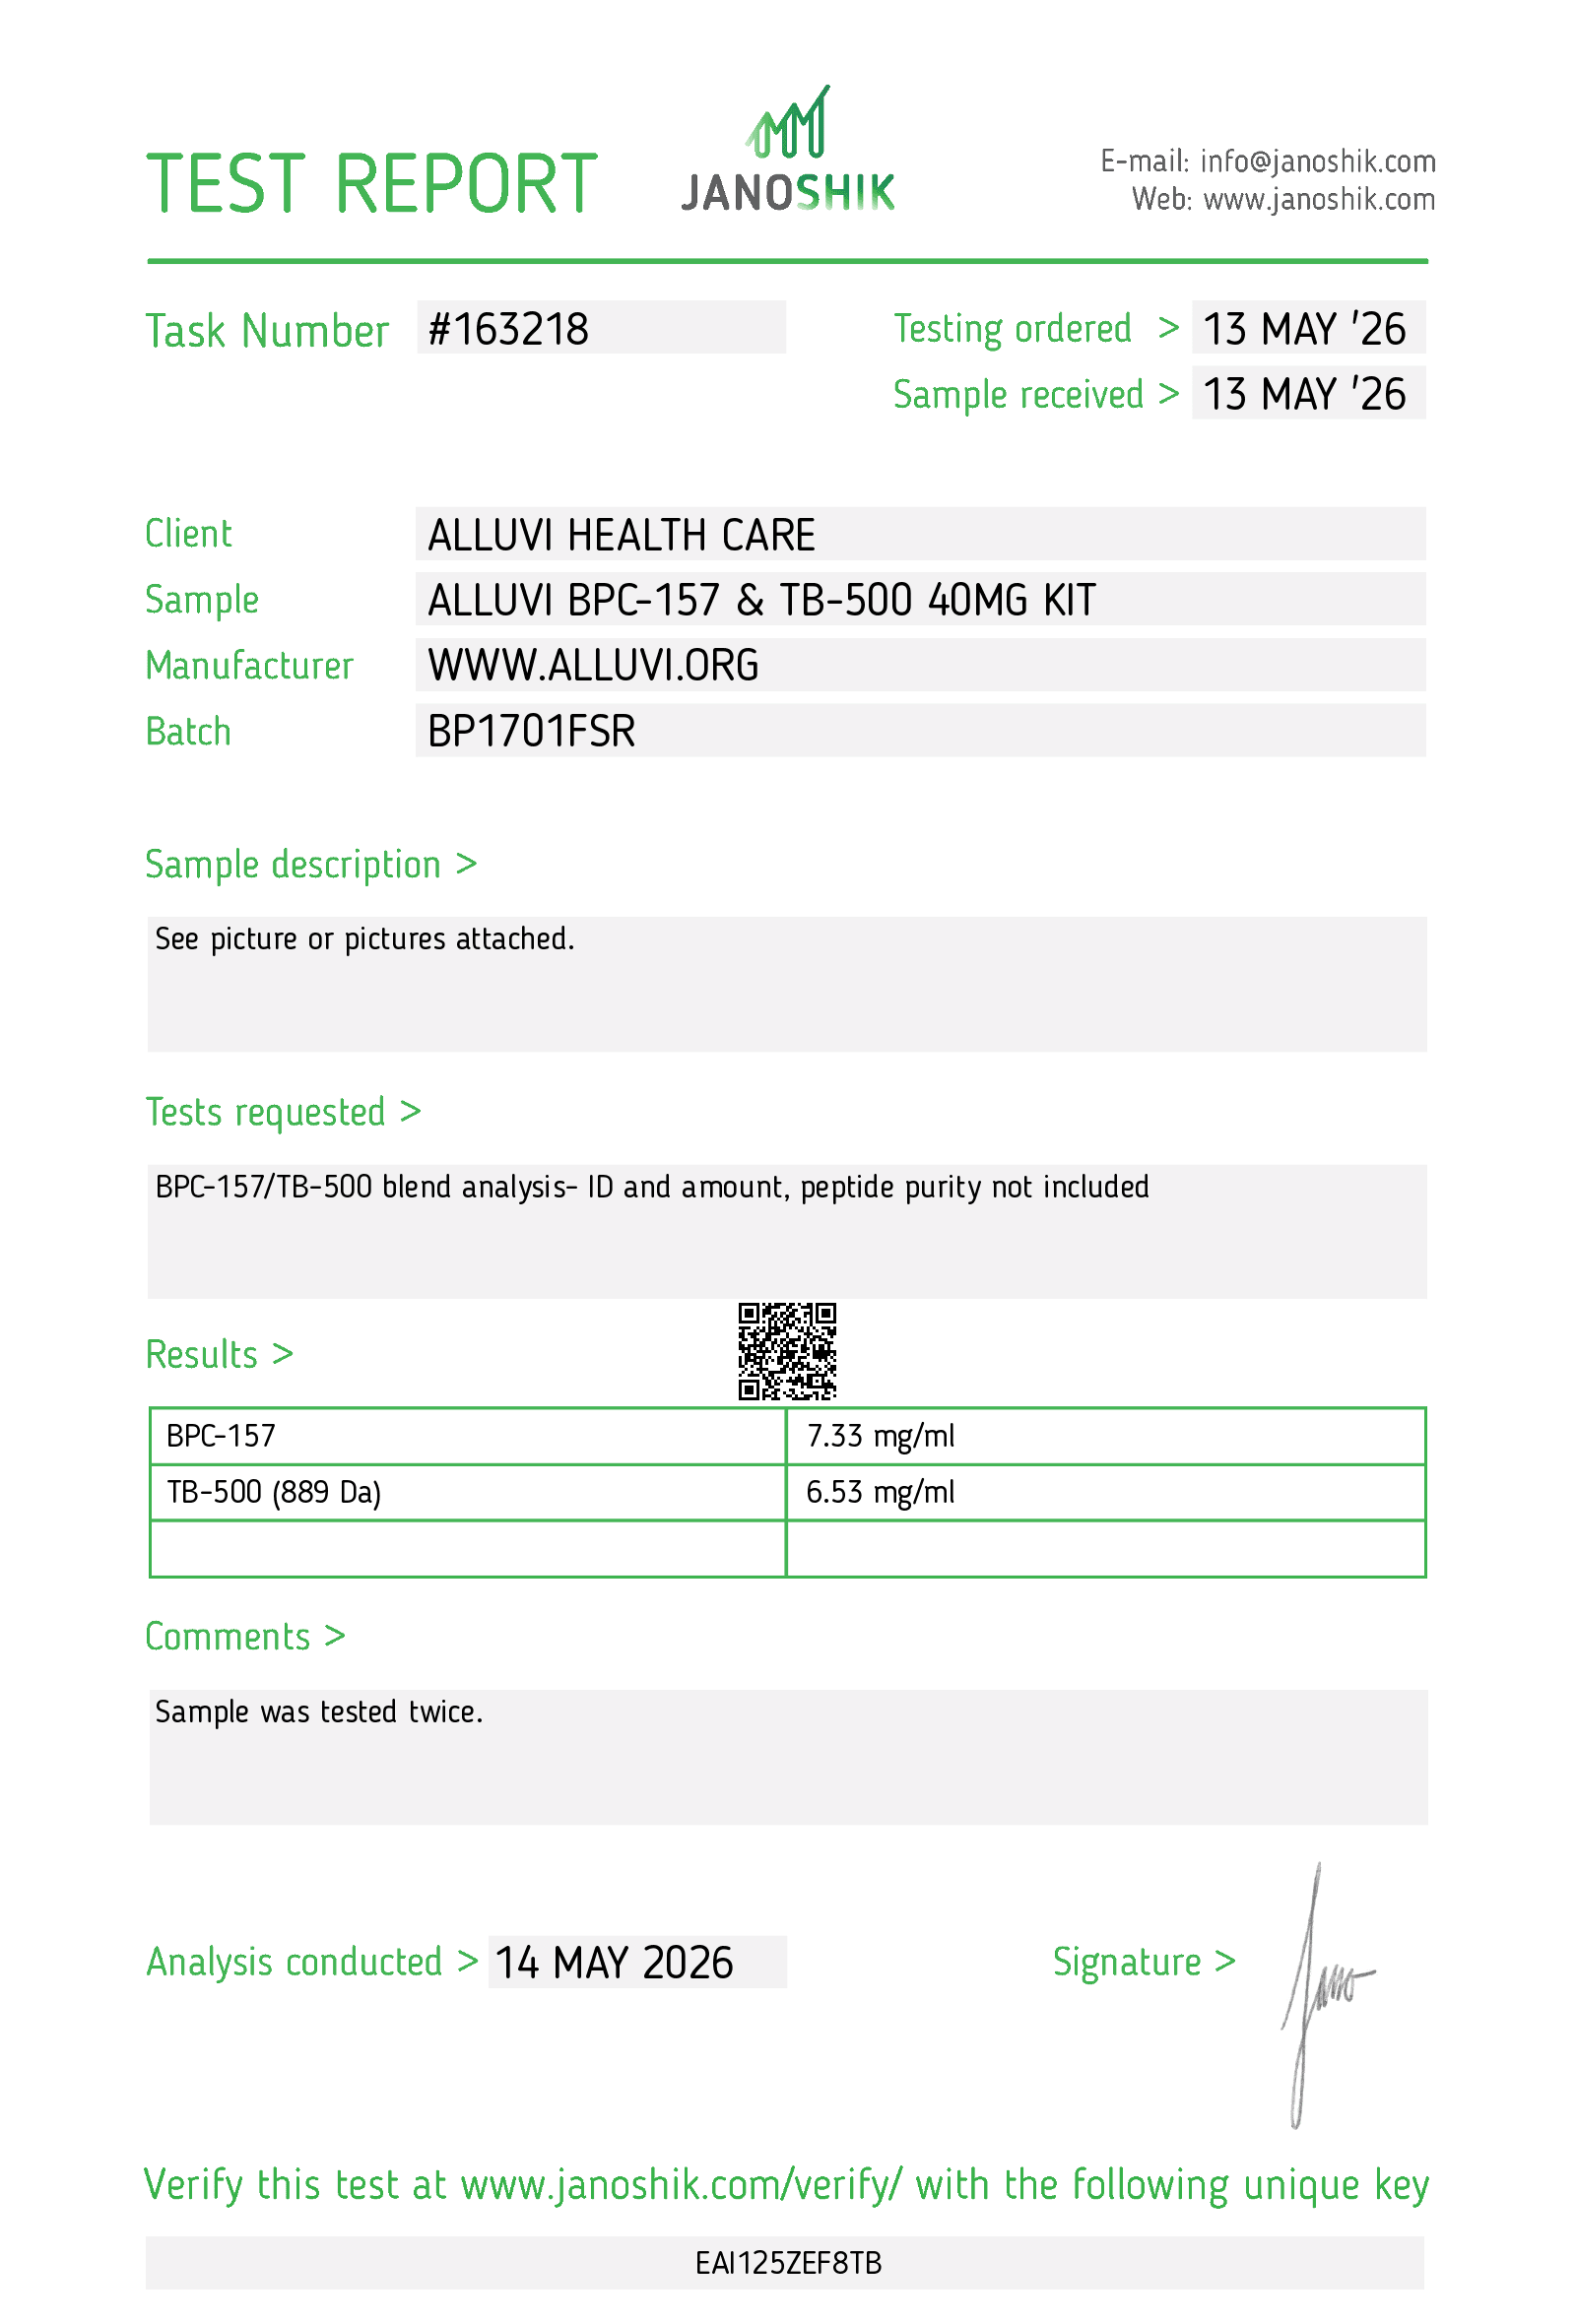 TEST REPORT
JANOSHIK
E-mail: info@janoshik.com
Web: www.janoshik.com
Task Number #163218
Testing ordered > 13 MAY '26
Sample received > 13 MAY '26
Client ALLUVI HEALTH CARE
Sample ALLUVI BPC-157 & TB-500 40MG KIT
Manufacturer WWW.ALLUVI.ORG
Batch BP1701FSR
Sample description >
See picture or pictures attached.
Tests requested >
BPC-157/TB-500 blend analysis- ID and amount, peptide purity not included
Results >
BPC-157 7.33 mg/ml
TB-500 (889 Da) 6.53 mg/ml
Comments >
Sample was tested twice.
Analysis conducted > 14 MAY 2026
Signature >
Verify this test at www.janoshik.com/verify/ with the following unique key
EAI125ZEF8TB